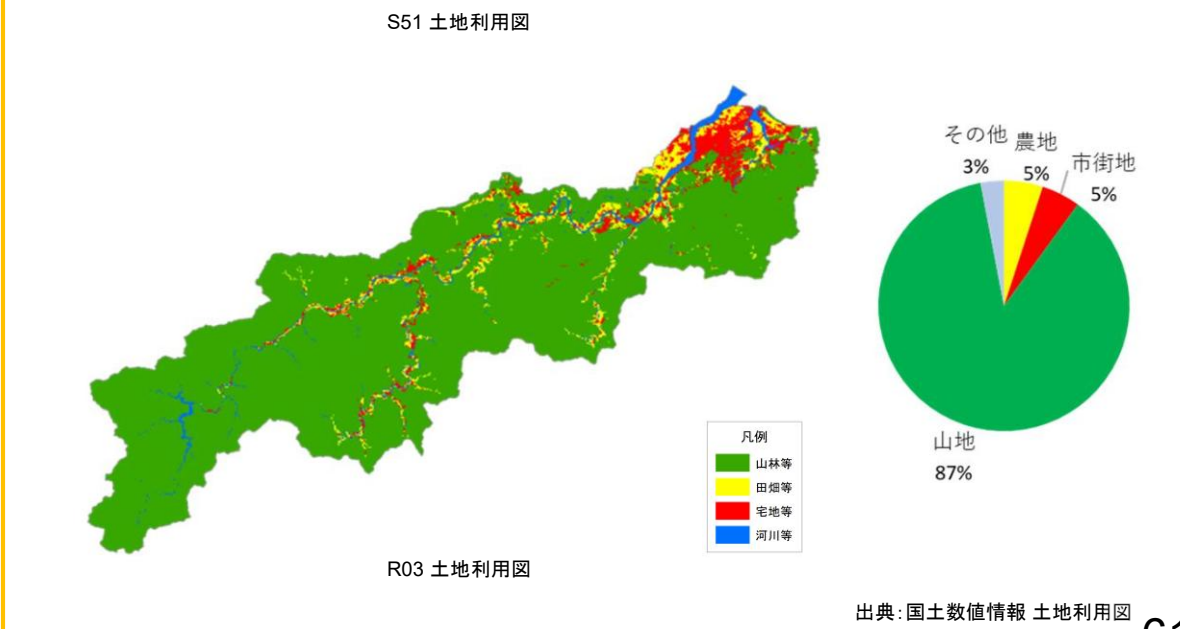 S51 土地利用図
その他
3%
農地
5%
市街地
5%
山地
87%
凡例
山林等
田畑等
宅地等
河川等
R03 土地利用図
出典：国土数値情報 土地利用図